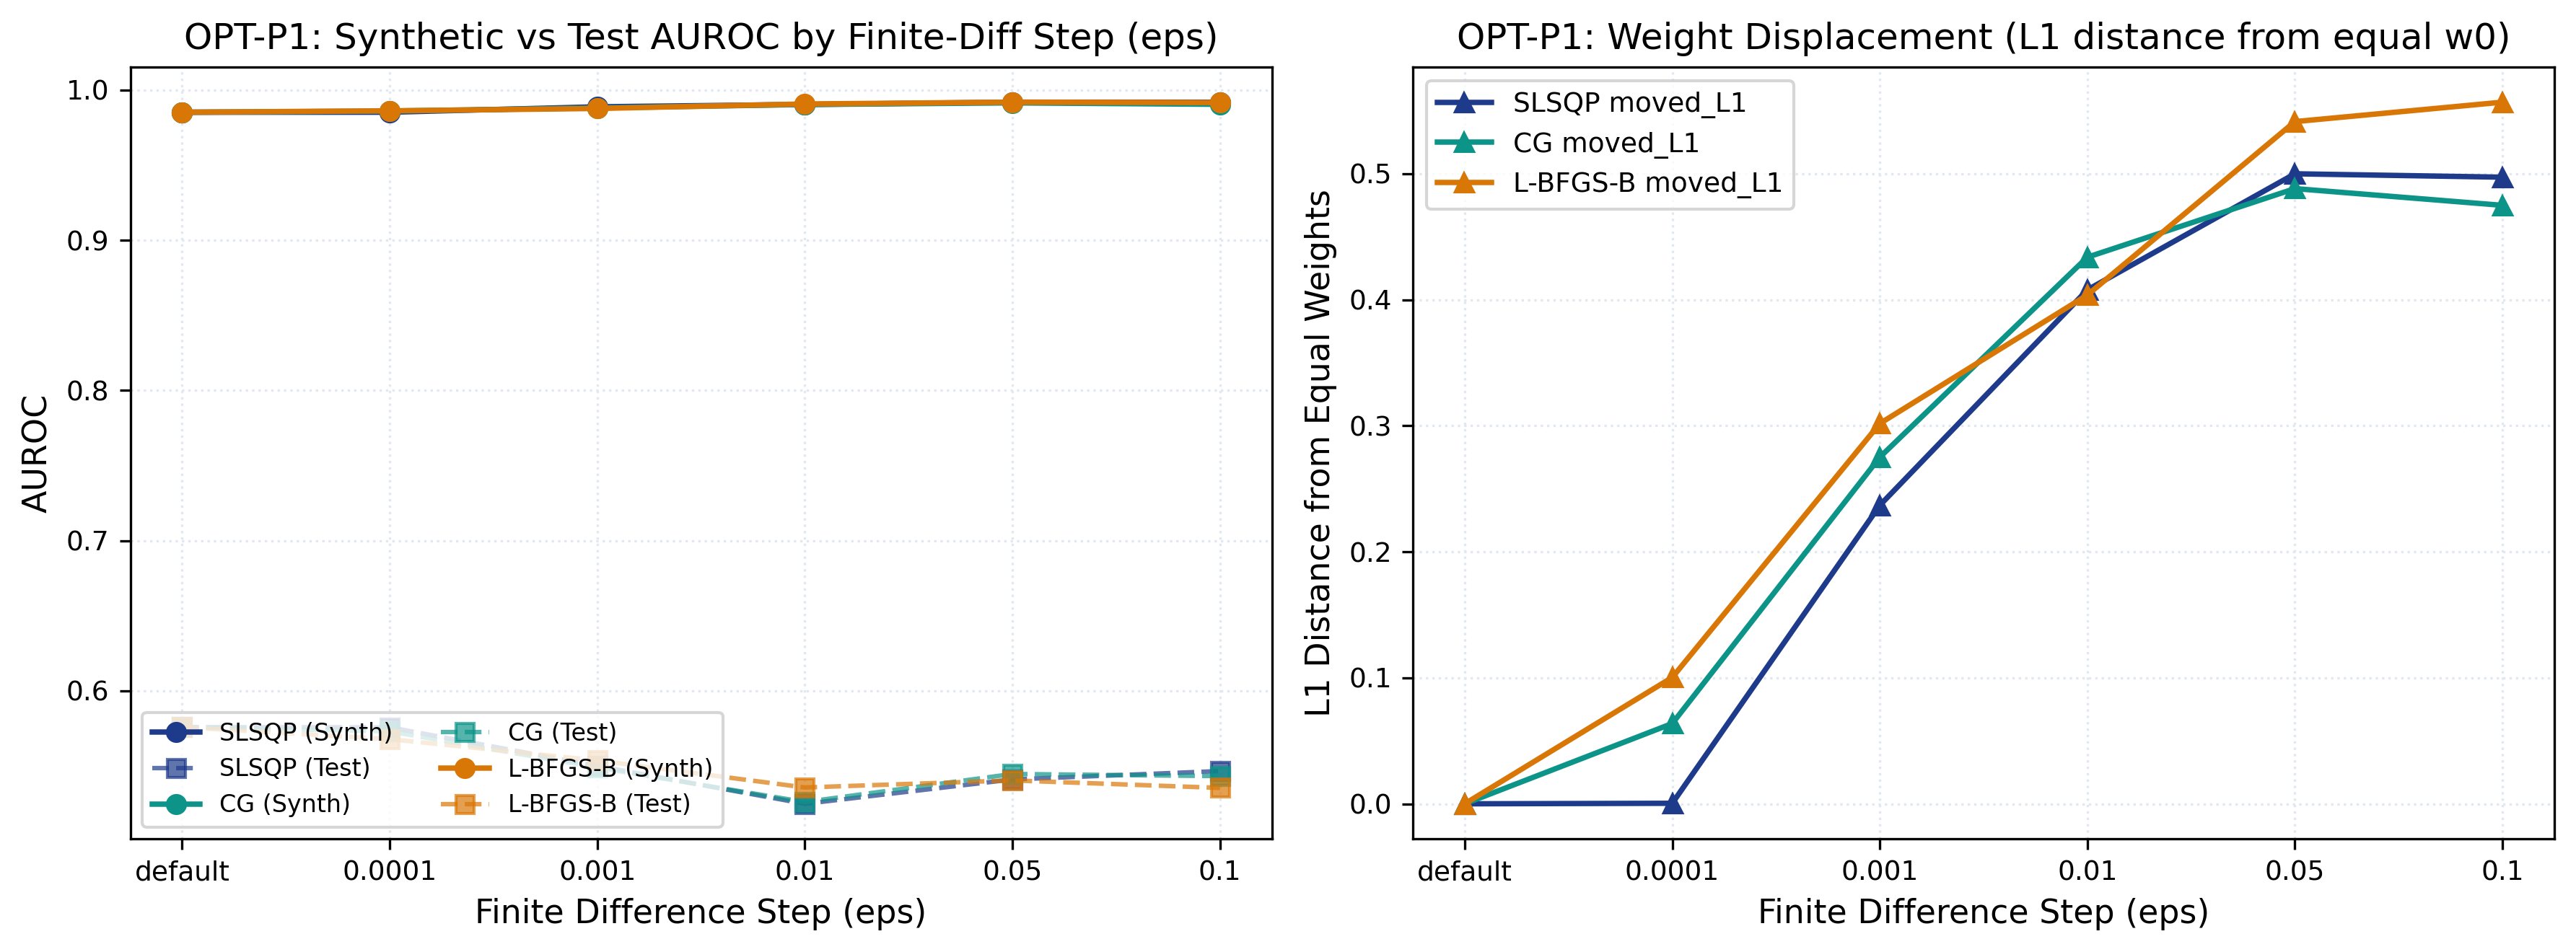 OPT-P1: Synthetic vs Test AUROC by Finite-Diff Step (eps)
AUROC
1.0
0.9
0.8
0.7
0.6
SLSQP (Synth)
SLSQP (Test)
CG (Synth)
CG (Test)
L-BFGS-B (Synth)
L-BFGS-B (Test)
default
0.0001
0.001
0.01
0.05
0.1
Finite Difference Step (eps)
OPT-P1: Weight Displacement (L1 distance from equal w0)
L1 Distance from Equal Weights
SLSQP moved_L1
CG moved_L1
L-BFGS-B moved_L1
0.5
0.4
0.3
0.2
0.1
0.0
default
0.0001
0.001
0.01
0.05
0.1
Finite Difference Step (eps)